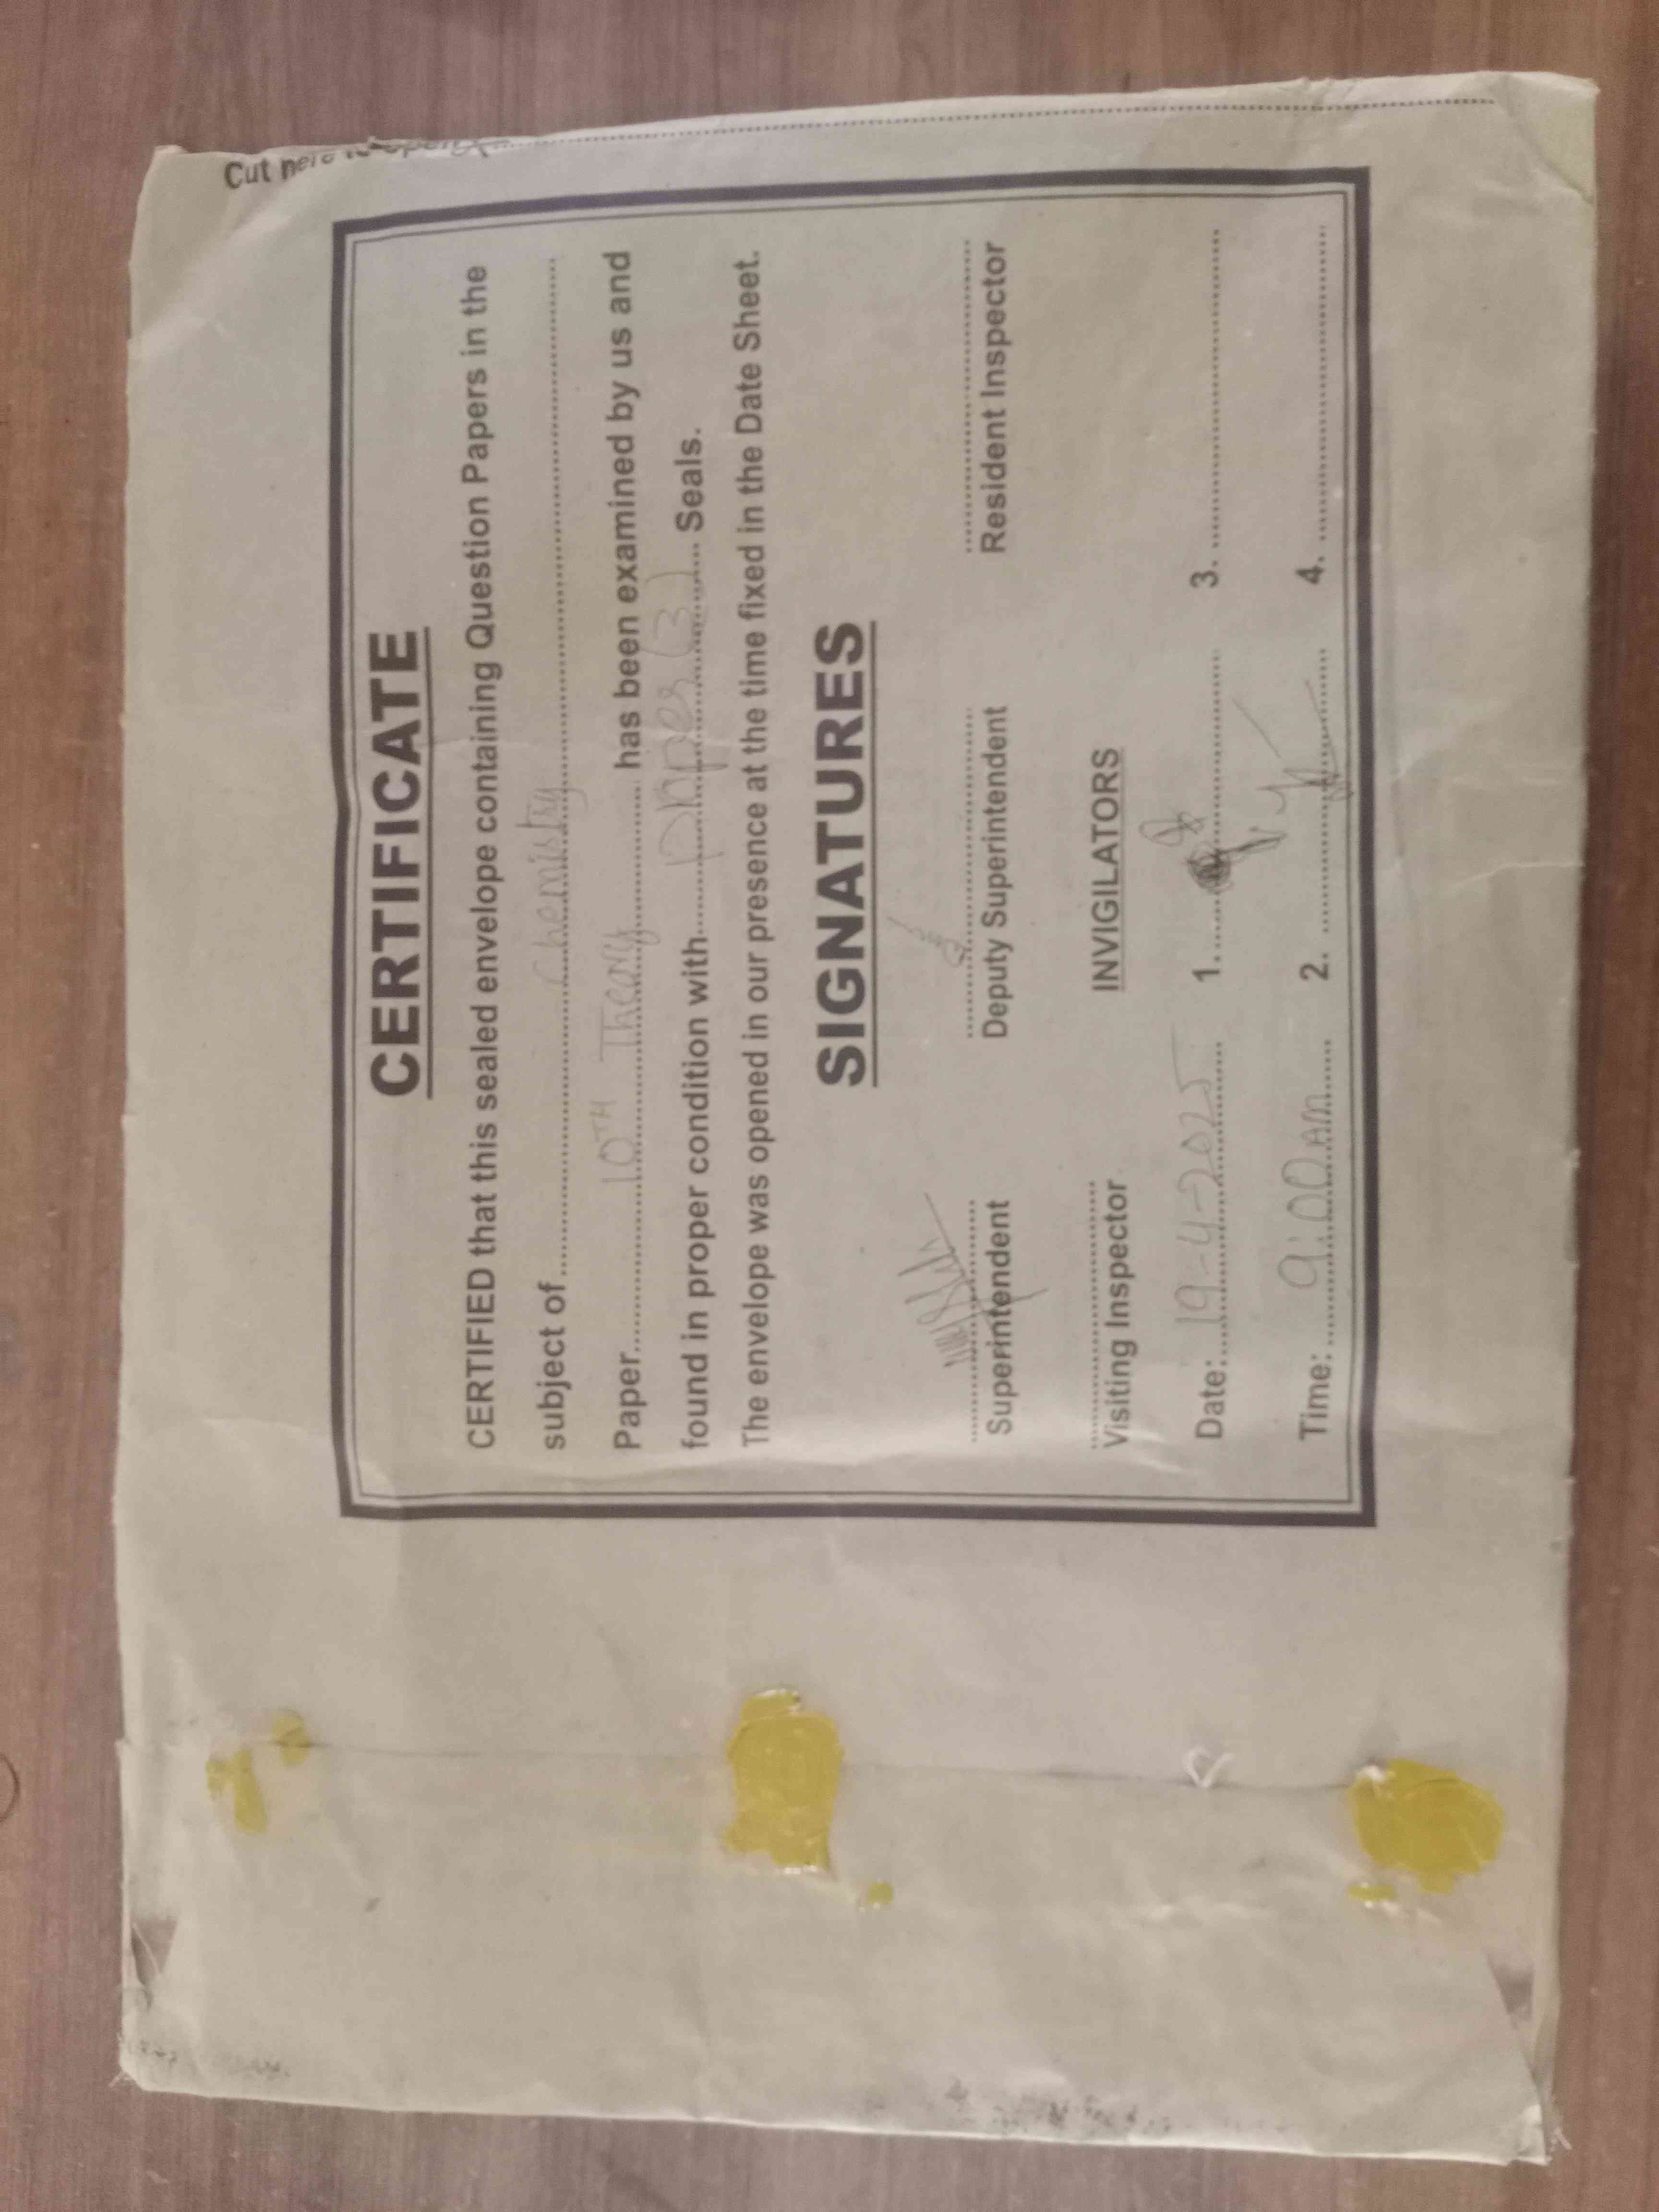 Cut here to open
CERTIFICATE
CERTIFIED that this sealed envelope containing Question Papers in the
subject of.......... Chemistry ..........
Paper.......... 10TH Theory .......... has been examined by us and
found in proper condition with.......... paper (3) .......... Seals.
The envelope was opened in our presence at the time fixed in the Date Sheet.
SIGNATURES
Superintendent Deputy Superintendent Resident Inspector
Visiting Inspector INVIGILATORS
Date: 19-4-2025 1. .......... 3. ..........
Time: 9:00 am 2. .......... 4. ..........